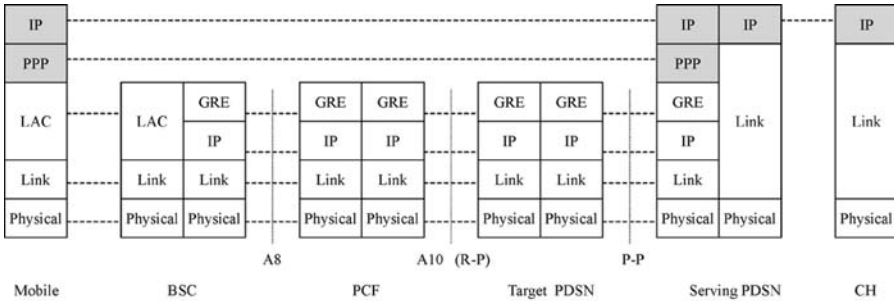 IP IP IP IP
PPP PPP
LAC LAC GRE GRE GRE GRE GRE GRE Link Link
IP IP IP IP IP IP
Link Link Link Link Link Link Link Link
Physical Physical Physical Physical Physical Physical Physical Physical Physical Physical
A8 A10 (R-P) P-P
Mobile BSC PCF Target PDSN Serving PDSN CH